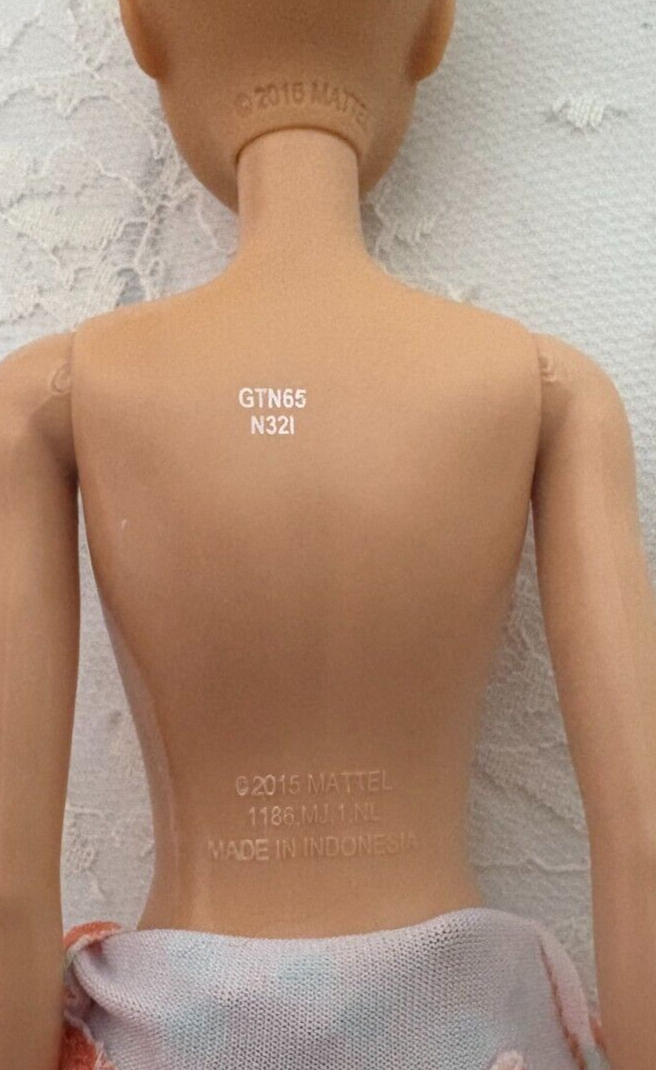 ©2015 MATTEL
GTN65
N32I
©2015 MATTEL
1186,MJ,1,NL
MADE IN INDONESIA